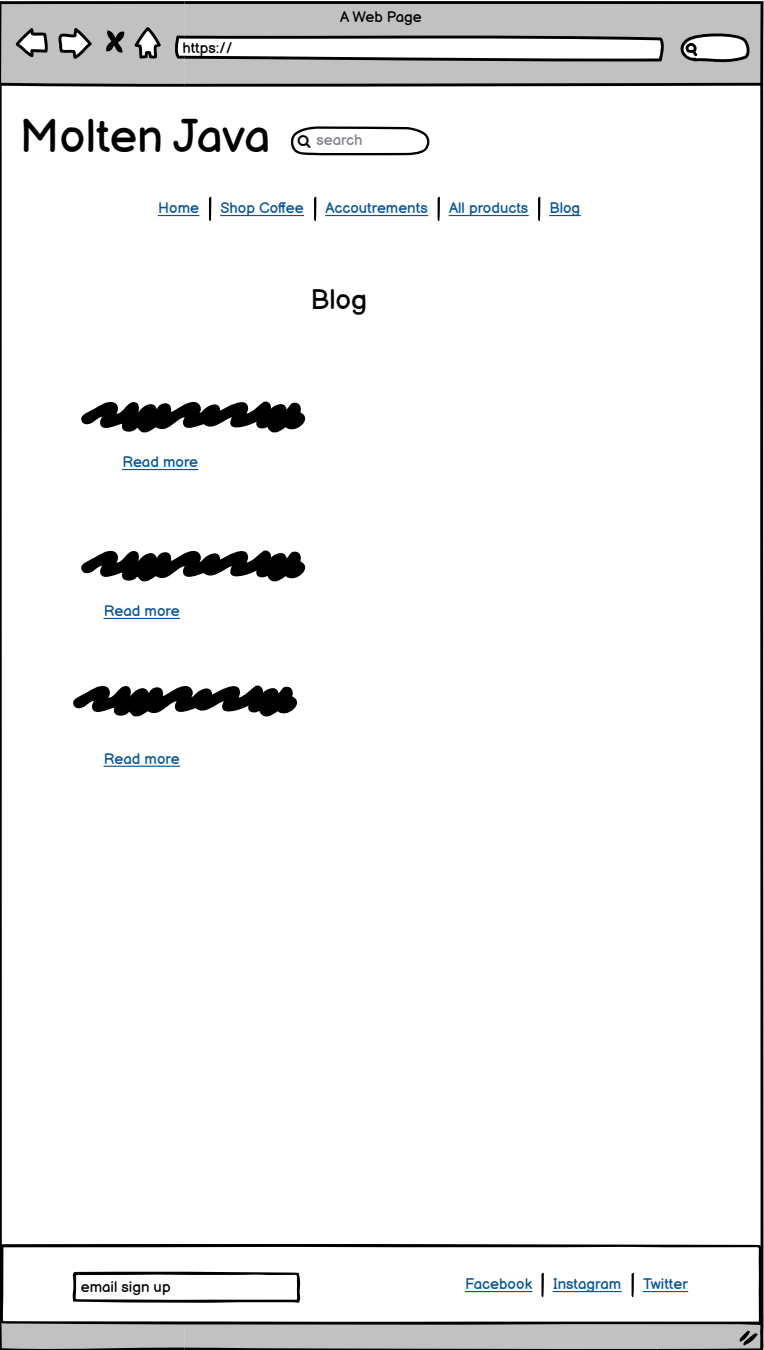 A Web Page
https://
Molten Java
search
Home Shop Coffee Accoutrements All products Blog
Blog
Read more
Read more
Read more
email sign up
Facebook Instagram Twitter